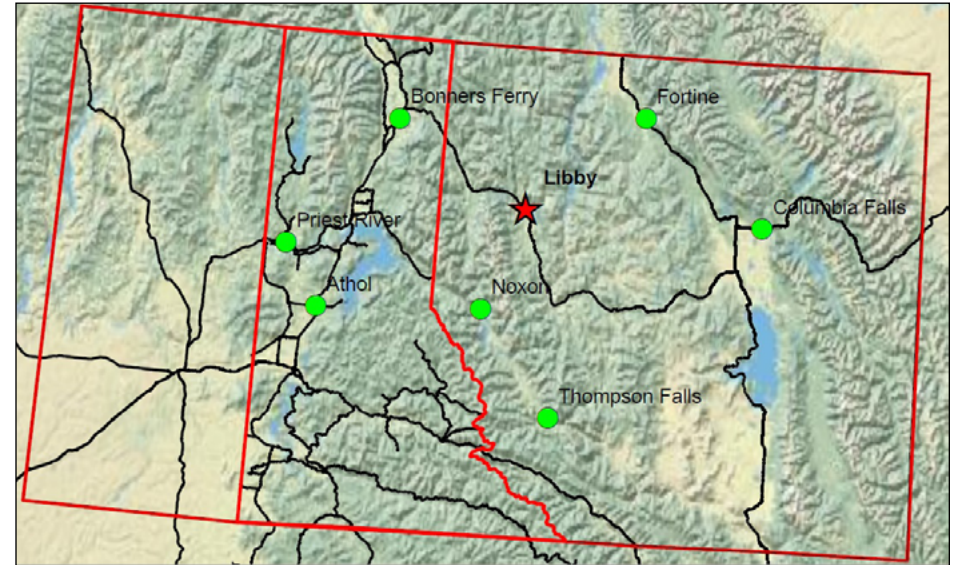 Bonners Ferry
Fortine
Libby
Columbia Falls
Priest River
Athol
Noxon
Thompson Falls